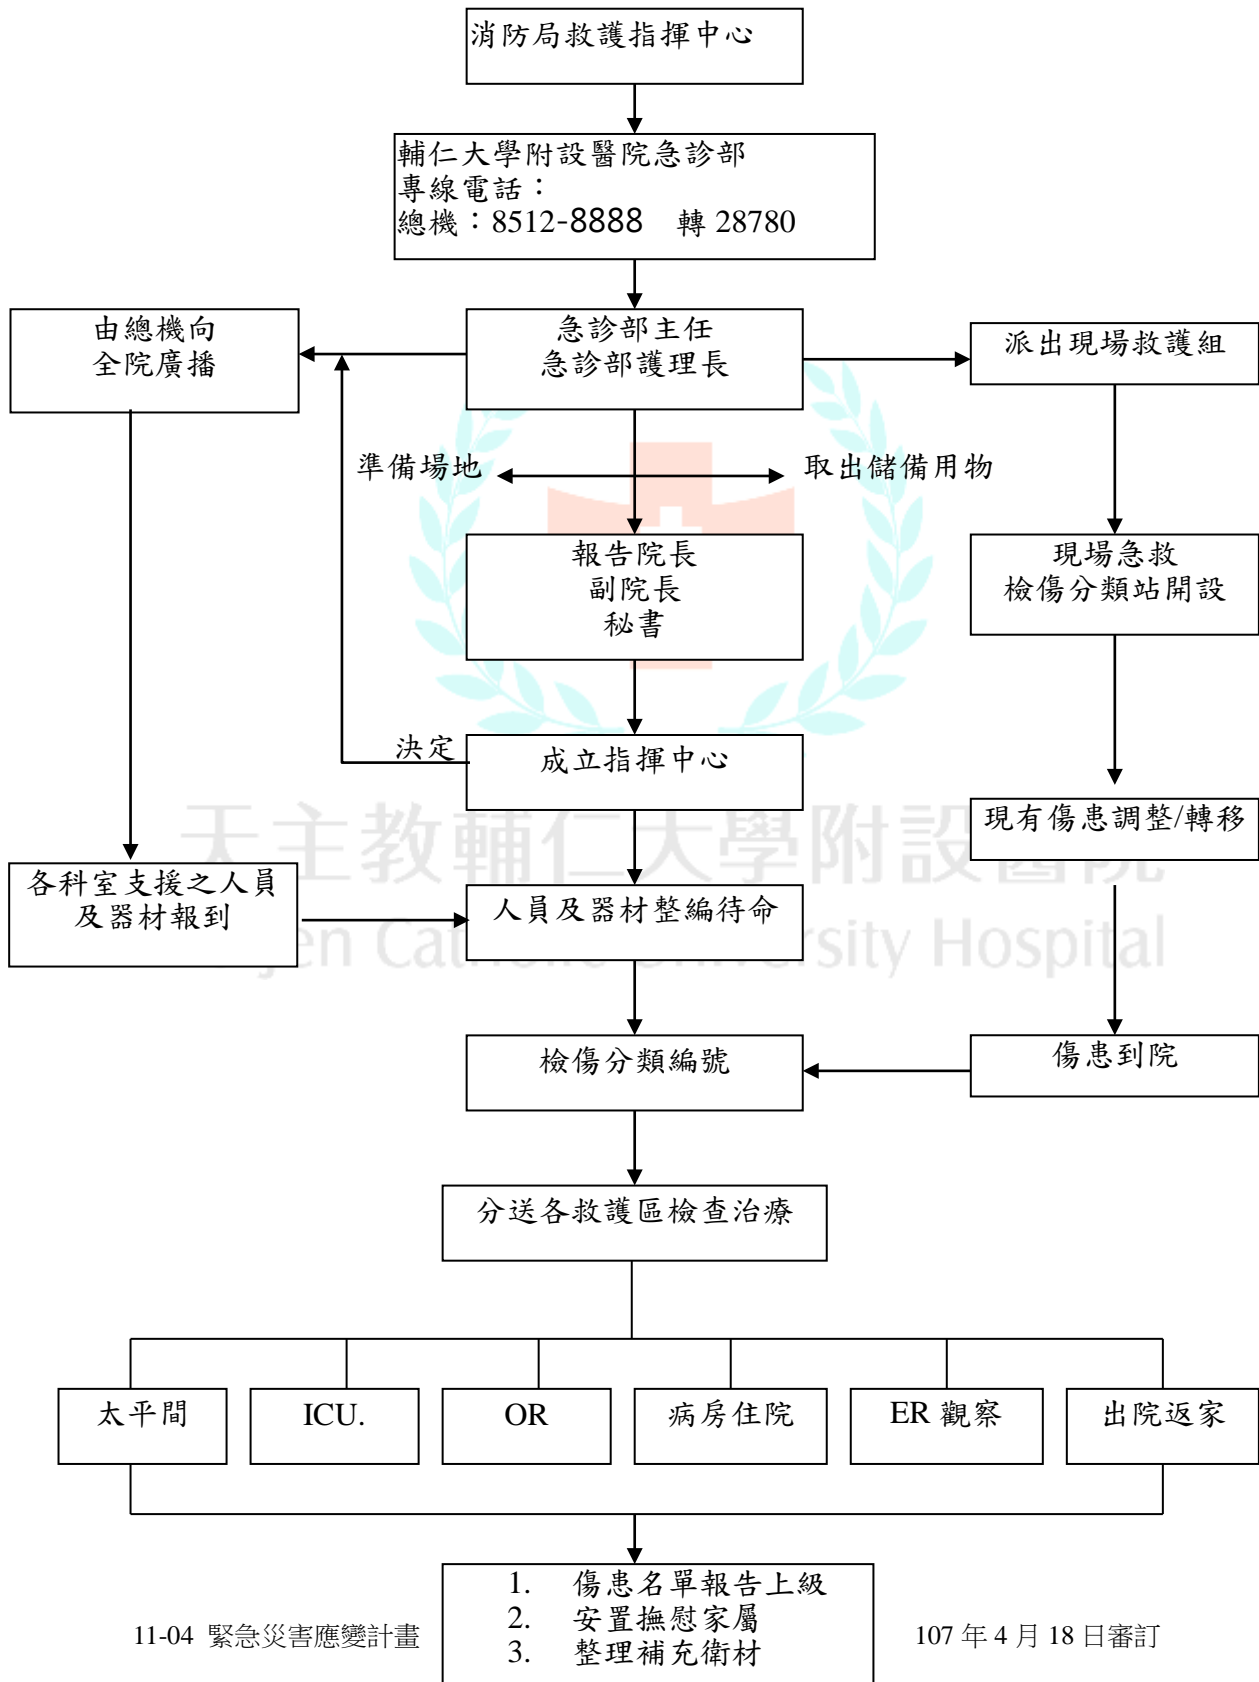 消防局救護指揮中心
輔仁大學附設醫院急診部
專線電話：
總機：8512-8888 轉 28780
由總機向
全院廣播
急診部主任
急診部護理長
派出現場救護組
準備場地
取出儲備用物
報告院長
副院長
秘書
現場急救
檢傷分類站開設
決定
成立指揮中心
現有傷患調整/轉移
天主教輔仁大學附設醫院
各科室支援之人員
及器材報到
人員及器材整編待命
Fu Jen Catholic University Hospital
檢傷分類編號
傷患到院
分送各救護區檢查治療
太平間
ICU.
OR
病房住院
ER 觀察
出院返家
1. 傷患名單報告上級
2. 安置撫慰家屬
3. 整理補充衛材
11-04 緊急災害應變計畫
107 年 4 月 18 日審訂